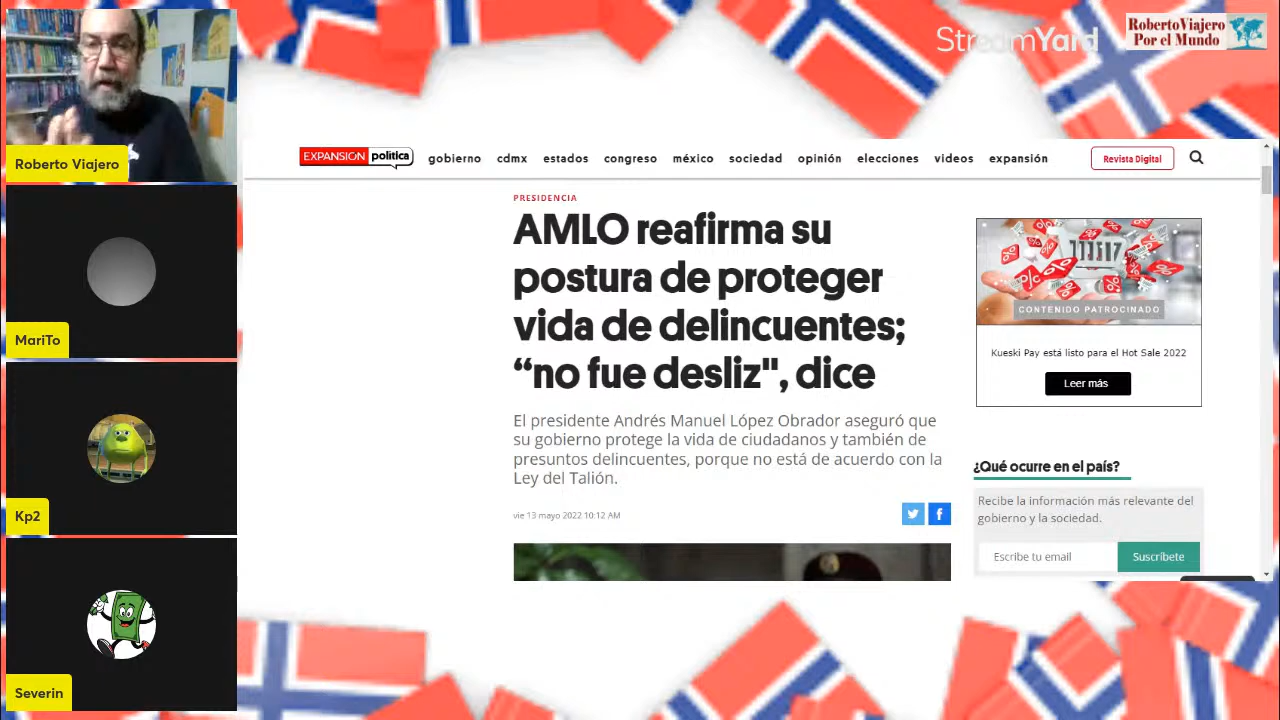 StreamYard
RobertoViajero
Por el Mundo
Roberto Viajero
MariTo
Kp2
Severin
EXPANSIÓN política
gobierno cdmx estados congreso méxico sociedad opinión elecciones videos expansión
Revista Digital
PRESIDENCIA
AMLO reafirma su
postura de proteger
vida de delincuentes;
“no fue desliz", dice
El presidente Andrés Manuel López Obrador aseguró que
su gobierno protege la vida de ciudadanos y también de
presuntos delincuentes, porque no está de acuerdo con la
Ley del Talión.
vie 13 mayo 2022 10:12 AM
CONTENIDO PATROCINADO
Kueski Pay está listo para el Hot Sale 2022
Leer más
¿Qué ocurre en el país?
Recibe la información más relevante del
gobierno y la sociedad.
Escribe tu email
Suscríbete